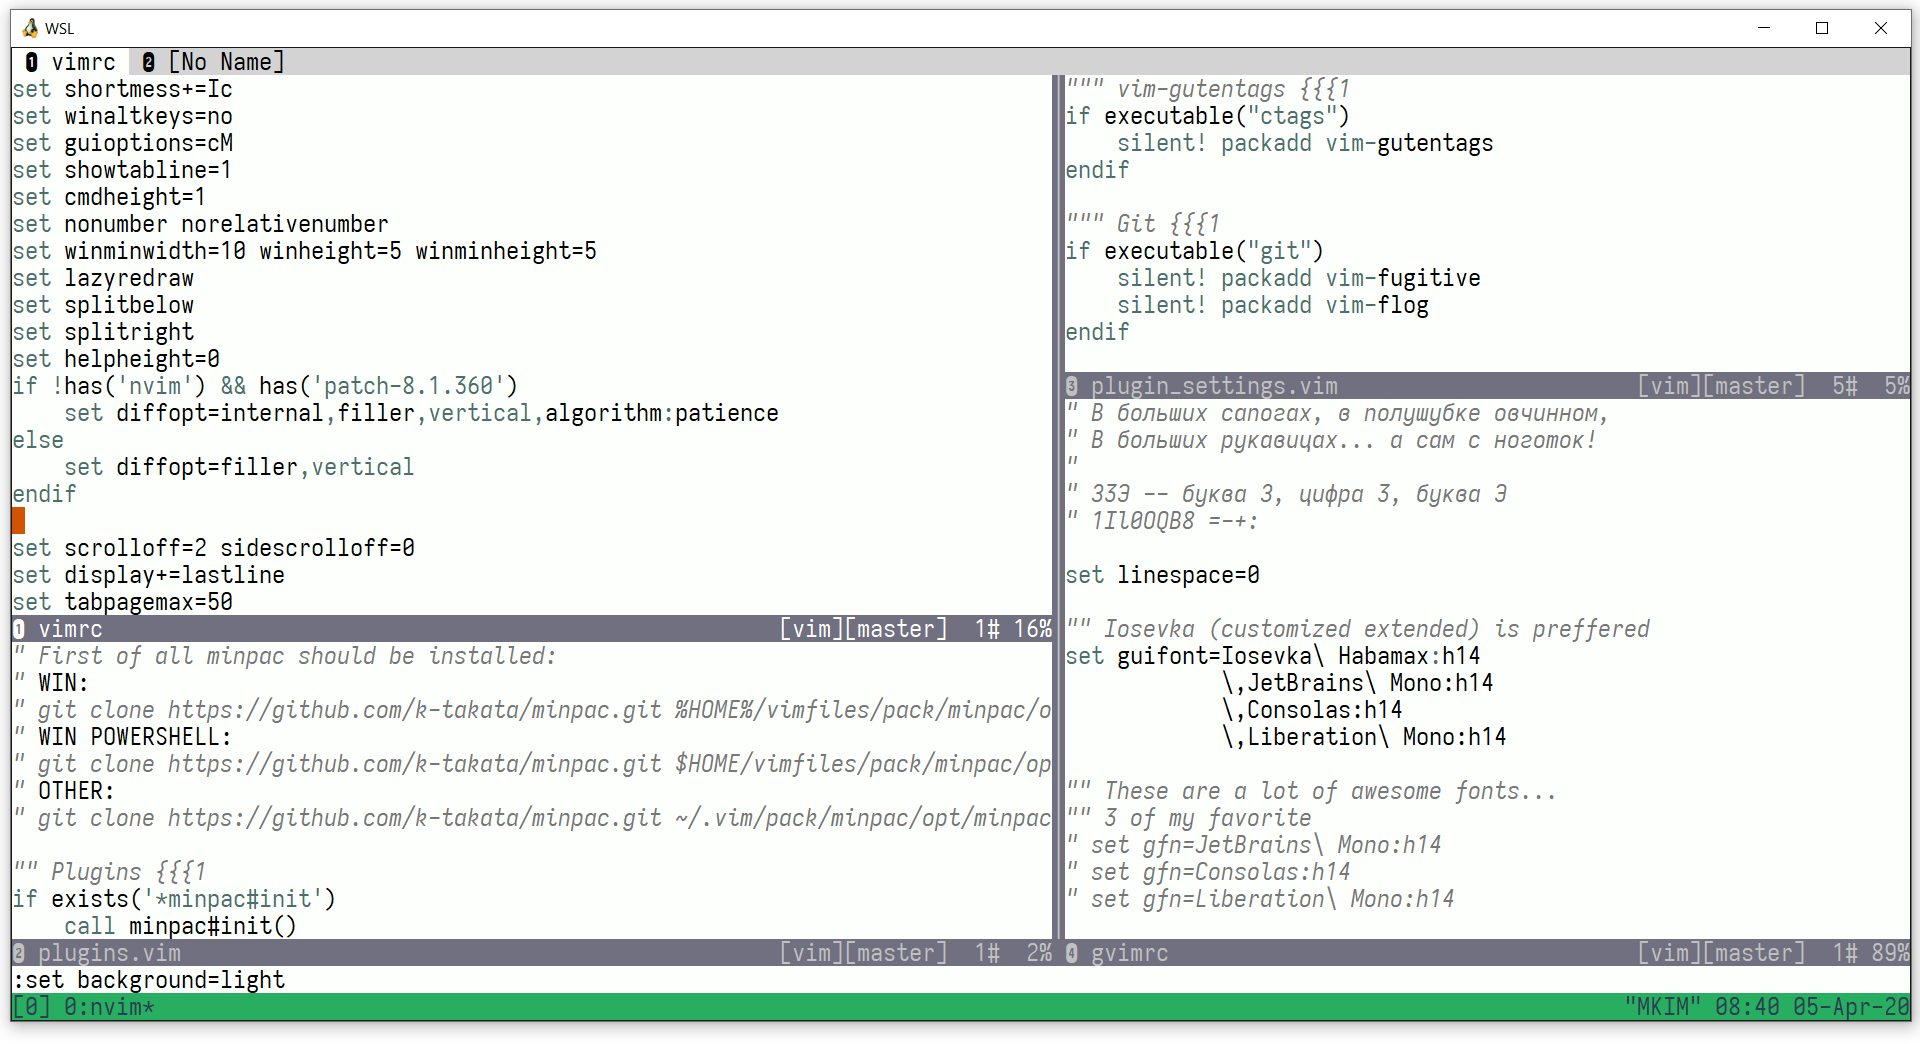 WSL
1 vimrc 2 [No Name]
set shortmess+=Ic
set winaltkeys=no
set guioptions=cM
set showtabline=1
set cmdheight=1
set nonumber norelativenumber
set winminwidth=10 winheight=5 winminheight=5
set lazyredraw
set splitbelow
set splitright
set helpheight=0
if !has('nvim') && has('patch-8.1.360')
    set diffopt=internal,filler,vertical,algorithm:patience
else
    set diffopt=filler,vertical
endif
set scrolloff=2 sidescrolloff=0
set display+=lastline
set tabpagemax=50
1 vimrc [vim][master] 1# 16%
" First of all minpac should be installed:
" WIN:
" git clone https://github.com/k-takata/minpac.git %HOME%/vimfiles/pack/minpac/o
" WIN POWERSHELL:
" git clone https://github.com/k-takata/minpac.git $HOME/vimfiles/pack/minpac/op
" OTHER:
" git clone https://github.com/k-takata/minpac.git ~/.vim/pack/minpac/opt/minpac
"" Plugins {{{1
if exists('*minpac#init')
    call minpac#init()
2 plugins.vim [vim][master] 1# 2%
""" vim-gutentags {{{1
if executable("ctags")
    silent! packadd vim-gutentags
endif
""" Git {{{1
if executable("git")
    silent! packadd vim-fugitive
    silent! packadd vim-flog
endif
3 plugin_settings.vim [vim][master] 5# 5%
" В больших сапогах, в полушубке овчинном,
" В больших рукавицах... а сам с ноготок!
"
" З3Э -- буква З, цифра 3, буква Э
" 1Il0OQB8 =-+:
set linespace=0
"" Iosevka (customized extended) is preffered
set guifont=Iosevka\ Habamax:h14
            \,JetBrains\ Mono:h14
            \,Consolas:h14
            \,Liberation\ Mono:h14
"" These are a lot of awesome fonts...
"" 3 of my favorite
" set gfn=JetBrains\ Mono:h14
" set gfn=Consolas:h14
" set gfn=Liberation\ Mono:h14
4 gvimrc [vim][master] 1# 89%
:set background=light
[0] 0:nvim* "MKIM" 08:40 05-Apr-20